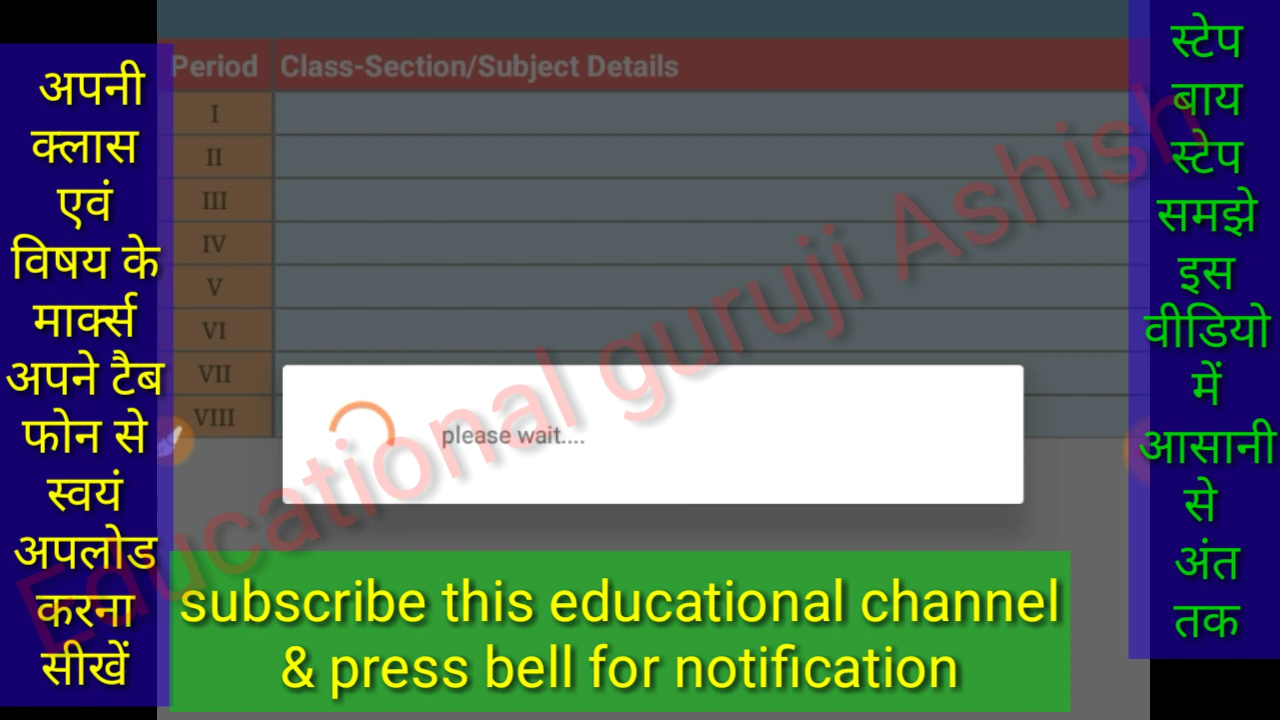 अपनी
क्लास
एवं
विषय के
मार्क्स
अपने टैब
फोन से
स्वयं
अपलोड
करना
सीखें
Period Class-Section/Subject Details
I
II
III
IV
V
VI
VII
VIII
please wait....
Educational guruji Ashish
subscribe this educational channel
& press bell for notification
स्टेप
बाय
स्टेप
समझे
इस
वीडियो
में
आसानी
से
अंत
तक